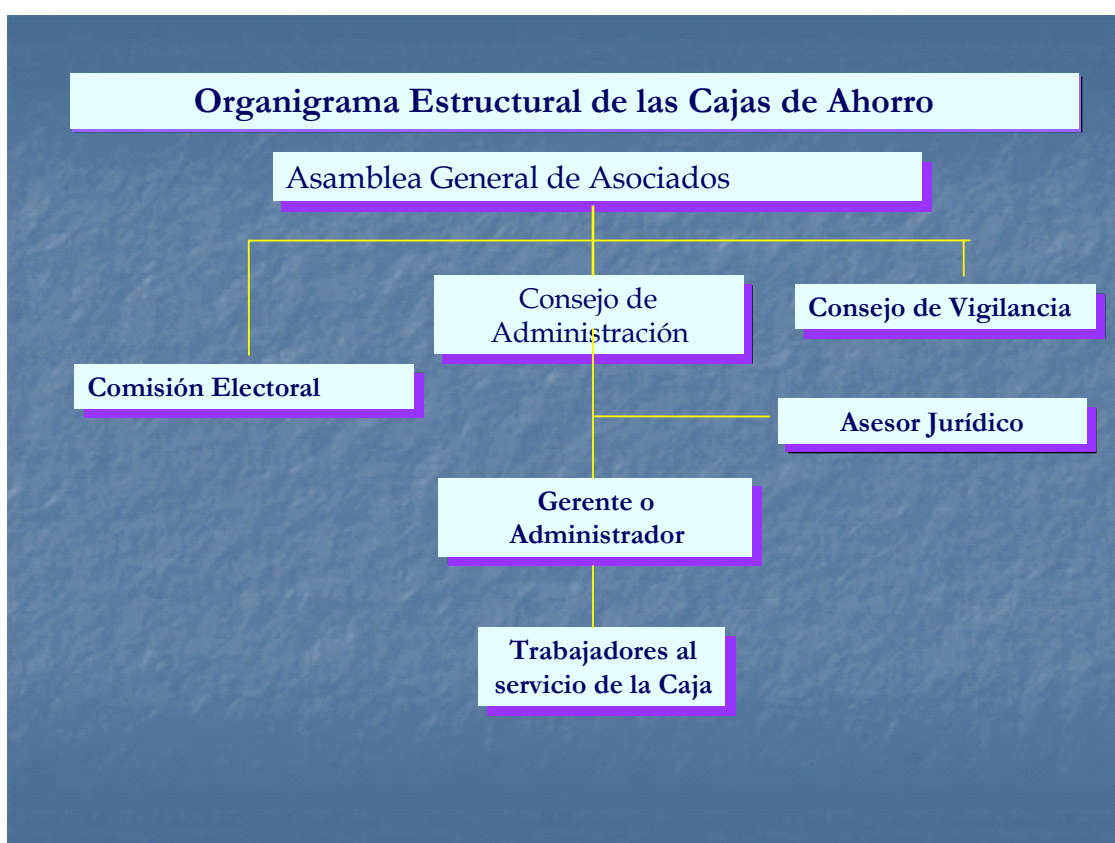 Organigrama Estructural de las Cajas de Ahorro
Asamblea General de Asociados
Consejo de
Administración
Consejo de Vigilancia
Comisión Electoral
Asesor Jurídico
Gerente o
Administrador
Trabajadores al
servicio de la Caja